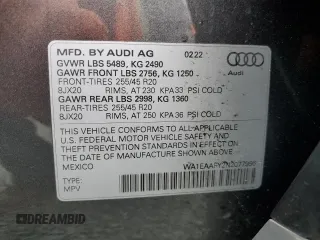 MFD. BY AUDI AG 0222
GVWR LBS 5489, KG 2490
GAWR FRONT LBS 2756, KG 1250
Audi
FRONT-TIRES 255/45 R20
8JX20 RIMS, AT 230 KPA33 PSI COLD
GAWR REAR LBS 2998, KG 1360
REAR-TIRES 255/45 R20
8JX20 RIMS, AT 250 KPA36 PSI COLD
THIS VEHICLE CONFORMS TO ALL APPLICABLE
U.S. FEDERAL MOTOR VEHICLE SAFETY
AND THEFT PREVENTION STANDARDS IN EFFECT ON THE
DATE OF MANUFACTURE SHOWN ABOVE.
MEXICO
TYPE:
MPV
DREAMBID